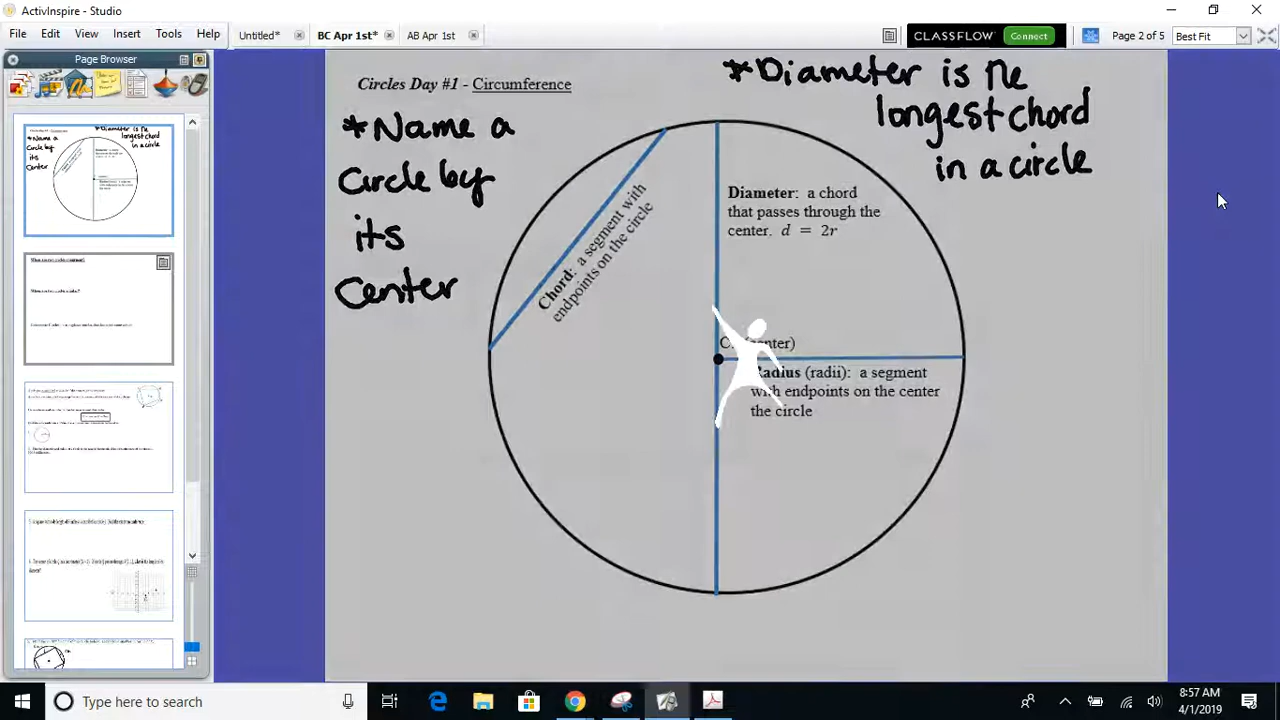 ActivInspire - Studio
File Edit View Insert Tools Help
Untitled* BC Apr 1st* AB Apr 1st
CLASSFLOW Connect
Page 2 of 5
Best Fit
Page Browser
Circles Day #1 - Circumference
*Name a
Circle by
its
Center
*Diameter is the
longest chord
in a circle
Chord: a segment with
endpoints on the circle
Diameter: a chord
that passes through the
center. d = 2r
Radius (radii): a segment
with endpoints on the center
the circle
Type here to search
8:57 AM
4/1/2019